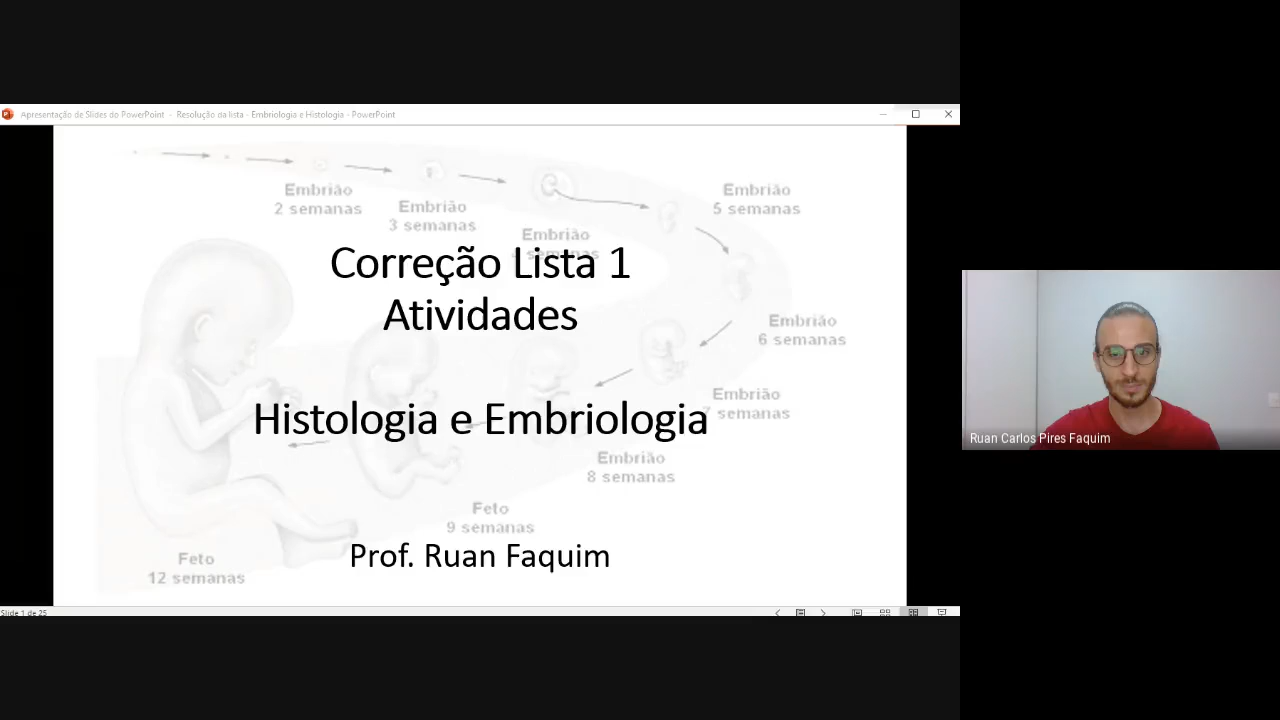 Apresentação de Slides do PowerPoint - Resolução da lista - Embriologia e Histologia - PowerPoint
Embrião
2 semanas
Embrião
3 semanas
Embrião
semanas
Embrião
5 semanas
Correção Lista 1
Atividades
Embrião
6 semanas
Embrião
7 semanas
Histologia e Embriologia
Embrião
8 semanas
Feto
9 semanas
Prof. Ruan Faquim
Feto
12 semanas
Slide 1 de 25
Ruan Carlos Pires Faquim